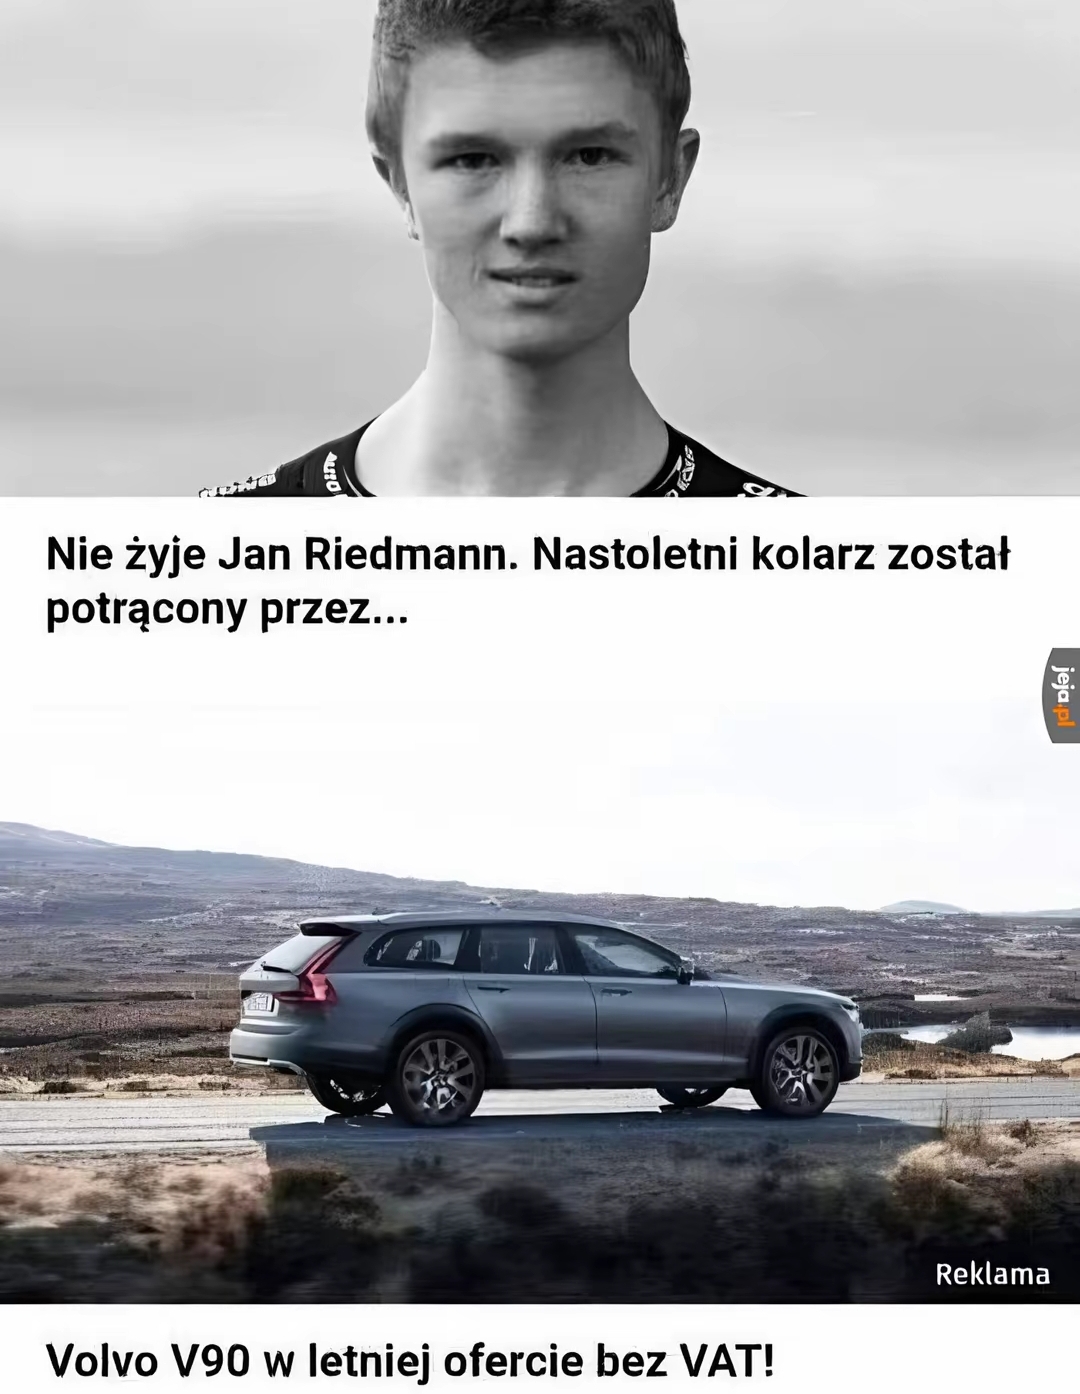 Nie żyje Jan Riedmann. Nastoletni kolarz został
potrącony przez...
jeja.pl
Reklama
Volvo V90 w letniej ofercie bez VAT!